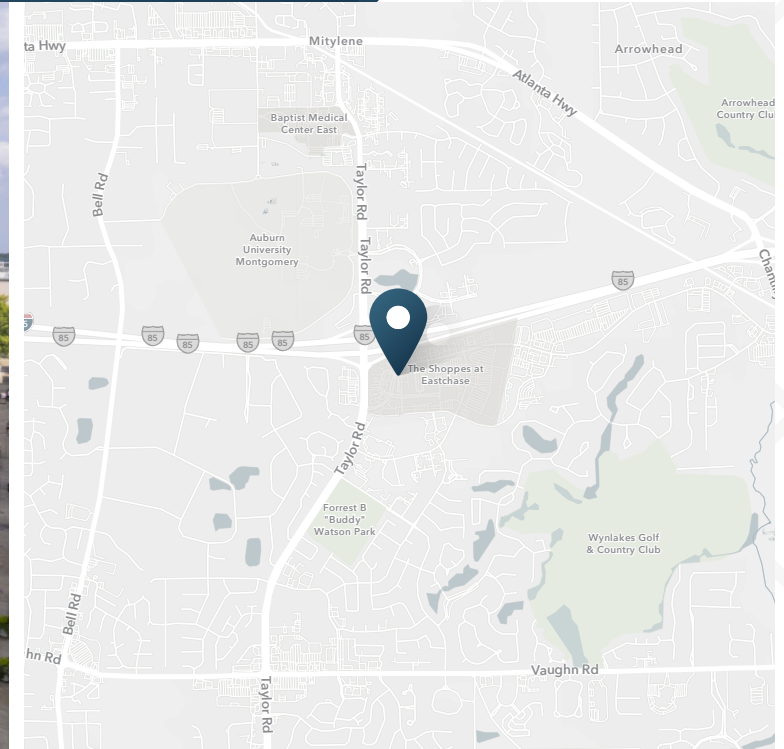 ta Hwy
Mitylene
Arrowhead
Atlanta Hwy
Arrowhead
Country Clu
Baptist Medical
Center East
Bell Rd
Taylor Rd
Auburn
University
Montgomery
Taylor Rd
85
85
85
85
85
85
85
The Shoppes at
Eastchase
Taylor Rd
Forrest B
"Buddy"
Watson Park
Wynlakes Golf
& Country Club
Bell Rd
hn Rd
Vaughn Rd
Taylor Rd